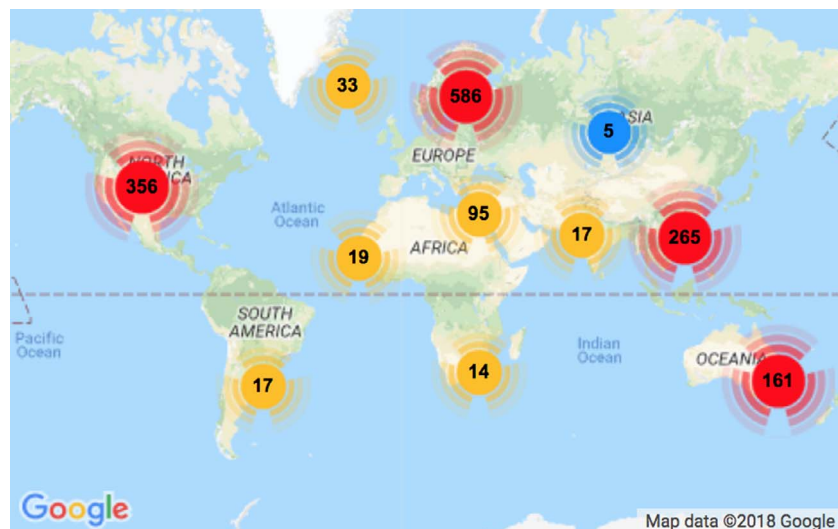 33
586
ASIA
5
EUROPE
NORTH
AMERICA
356
Atlantic
Ocean
95
17
265
AFRICA
19
SOUTH
AMERICA
Pacific
Ocean
Indian
Ocean
OCEANIA
17
14
161
Google
Map data ©2018 Google